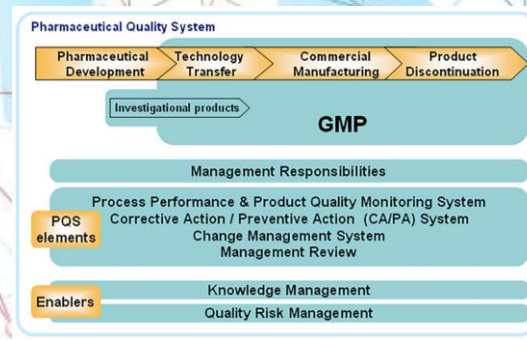 Pharmaceutical Quality System
Pharmaceutical Development
Technology Transfer
Commercial Manufacturing
Product Discontinuation
Investigational products
GMP
Management Responsibilities
PQS elements
Process Performance & Product Quality Monitoring System
Corrective Action / Preventive Action (CA/PA) System
Change Management System
Management Review
Enablers
Knowledge Management
Quality Risk Management